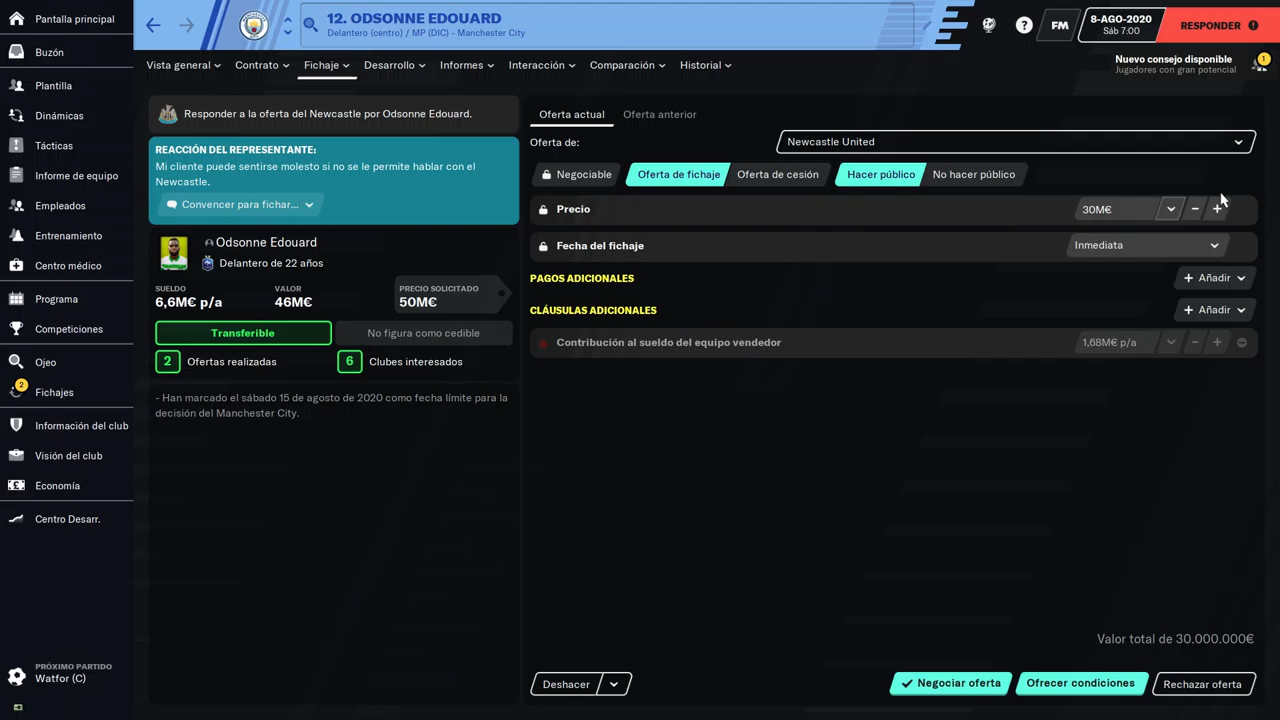 Pantalla principal
Buzón
Plantilla
Dinámicas
Tácticas
Informe de equipo
Empleados
Entrenamiento
Centro médico
Programa
Competiciones
Ojeo
2
Fichajes
Información del club
Visión del club
Economía
Centro Desarr.
PRÓXIMO PARTIDO
Watfor (C)
12. ODSONNE EDOUARD
Delantero (centro) / MP (DIC) - Manchester City
?
FM
8-AGO-2020
Sáb 7:00
RESPONDER
Vista general
Contrato
Fichaje
Desarrollo
Informes
Interacción
Comparación
Historial
Nuevo consejo disponible
Jugadores con gran potencial
1
Responder a la oferta del Newcastle por Odsonne Edouard.
REACCIÓN DEL REPRESENTANTE:
Mi cliente puede sentirse molesto si no se le permite hablar con el
Newcastle.
Convencer para fichar...
Odsonne Edouard
Delantero de 22 años
SUELDO
6,6M€ p/a
VALOR
46M€
PRECIO SOLICITADO
50M€
Transferible
No figura como cedible
2 Ofertas realizadas
6 Clubes interesados
- Han marcado el sábado 15 de agosto de 2020 como fecha límite para la
decisión del Manchester City.
Oferta actual
Oferta anterior
Oferta de:
Newcastle United
Negociable
Oferta de fichaje
Oferta de cesión
Hacer público
No hacer público
Precio
30M€
Fecha del fichaje
Inmediata
PAGOS ADICIONALES
+ Añadir
CLÁUSULAS ADICIONALES
+ Añadir
Contribución al sueldo del equipo vendedor
1,68M€ p/a
Valor total de 30.000.000€
Deshacer
Negociar oferta
Ofrecer condiciones
Rechazar oferta